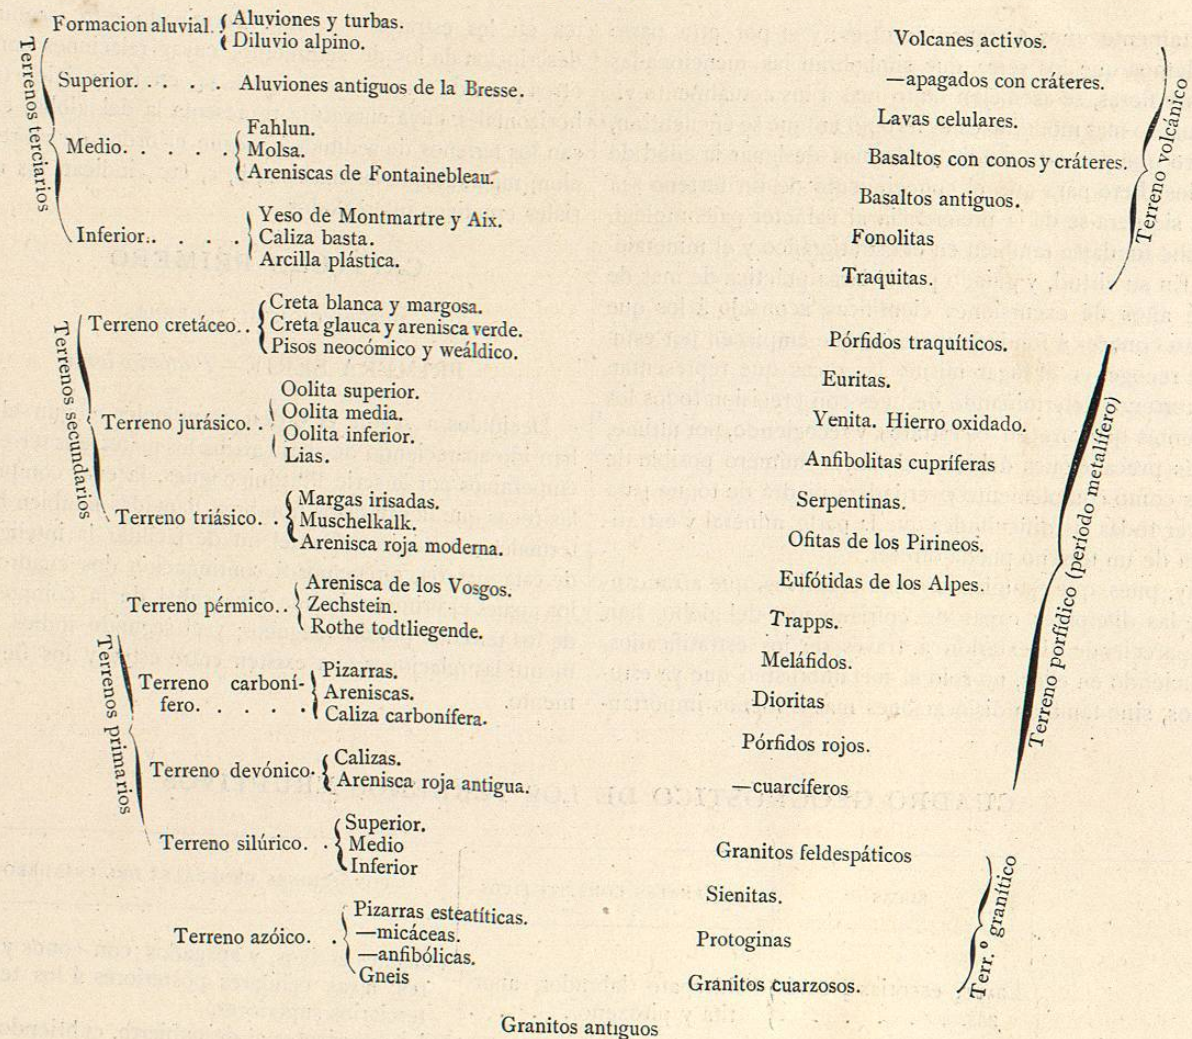 Terrenos terciarios
Formacion aluvial.
Aluviones y turbas.
Diluvio alpino.
Superior. . . . .
Aluviones antiguos de la Bresse.
Medio. . . . .
Fahlun.
Molsa.
Areniscas de Fontainebleau.
Inferior.. . . .
Yeso de Montmartre y Aix.
Caliza basta.
Arcilla plástica.
Terrenos secundarios
Terreno cretáceo..
Creta blanca y margosa.
Creta glauca y arenisca verde.
Pisos neocómico y weáldico.
Terreno jurásico. .
Oolita superior.
Oolita media.
Oolita inferior.
Lias.
Terreno triásico. .
Margas irisadas.
Muschelkalk.
Arenisca roja moderna.
Terrenos primarios
Terreno pérmico..
Arenisca de los Vosgos.
Zechstein.
Rothe todtliegende.
Terreno carboní-
fero. . . . .
Pizarras.
Areniscas.
Caliza carbonífera.
Terreno devónico.
Calizas.
Arenisca roja antigua.
Terreno silúrico. .
Superior.
Medio
Inferior
Terreno azóico. .
Pizarras esteatíticas.
—micáceas.
—anfibólicas.
Gneis
Volcanes activos.
—apagados con cráteres.
Lavas celulares.
Basaltos con conos y cráteres.
Basaltos antiguos.
Fonolitas
Traquitas.
Terreno volcánico
Pórfidos traquíticos.
Euritas.
Yenita. Hierro oxidado.
Anfibolitas cupríferas
Serpentinas.
Ofitas de los Pirineos.
Eufótidas de los Alpes.
Trapps.
Meláfidos.
Dioritas
Pórfidos rojos.
—cuarcíferos
Terreno porfídico (período metalífero)
Granitos feldespáticos
Sienitas.
Protoginas
Granitos cuarzosos.
Terr.º granítico
Granitos antiguos